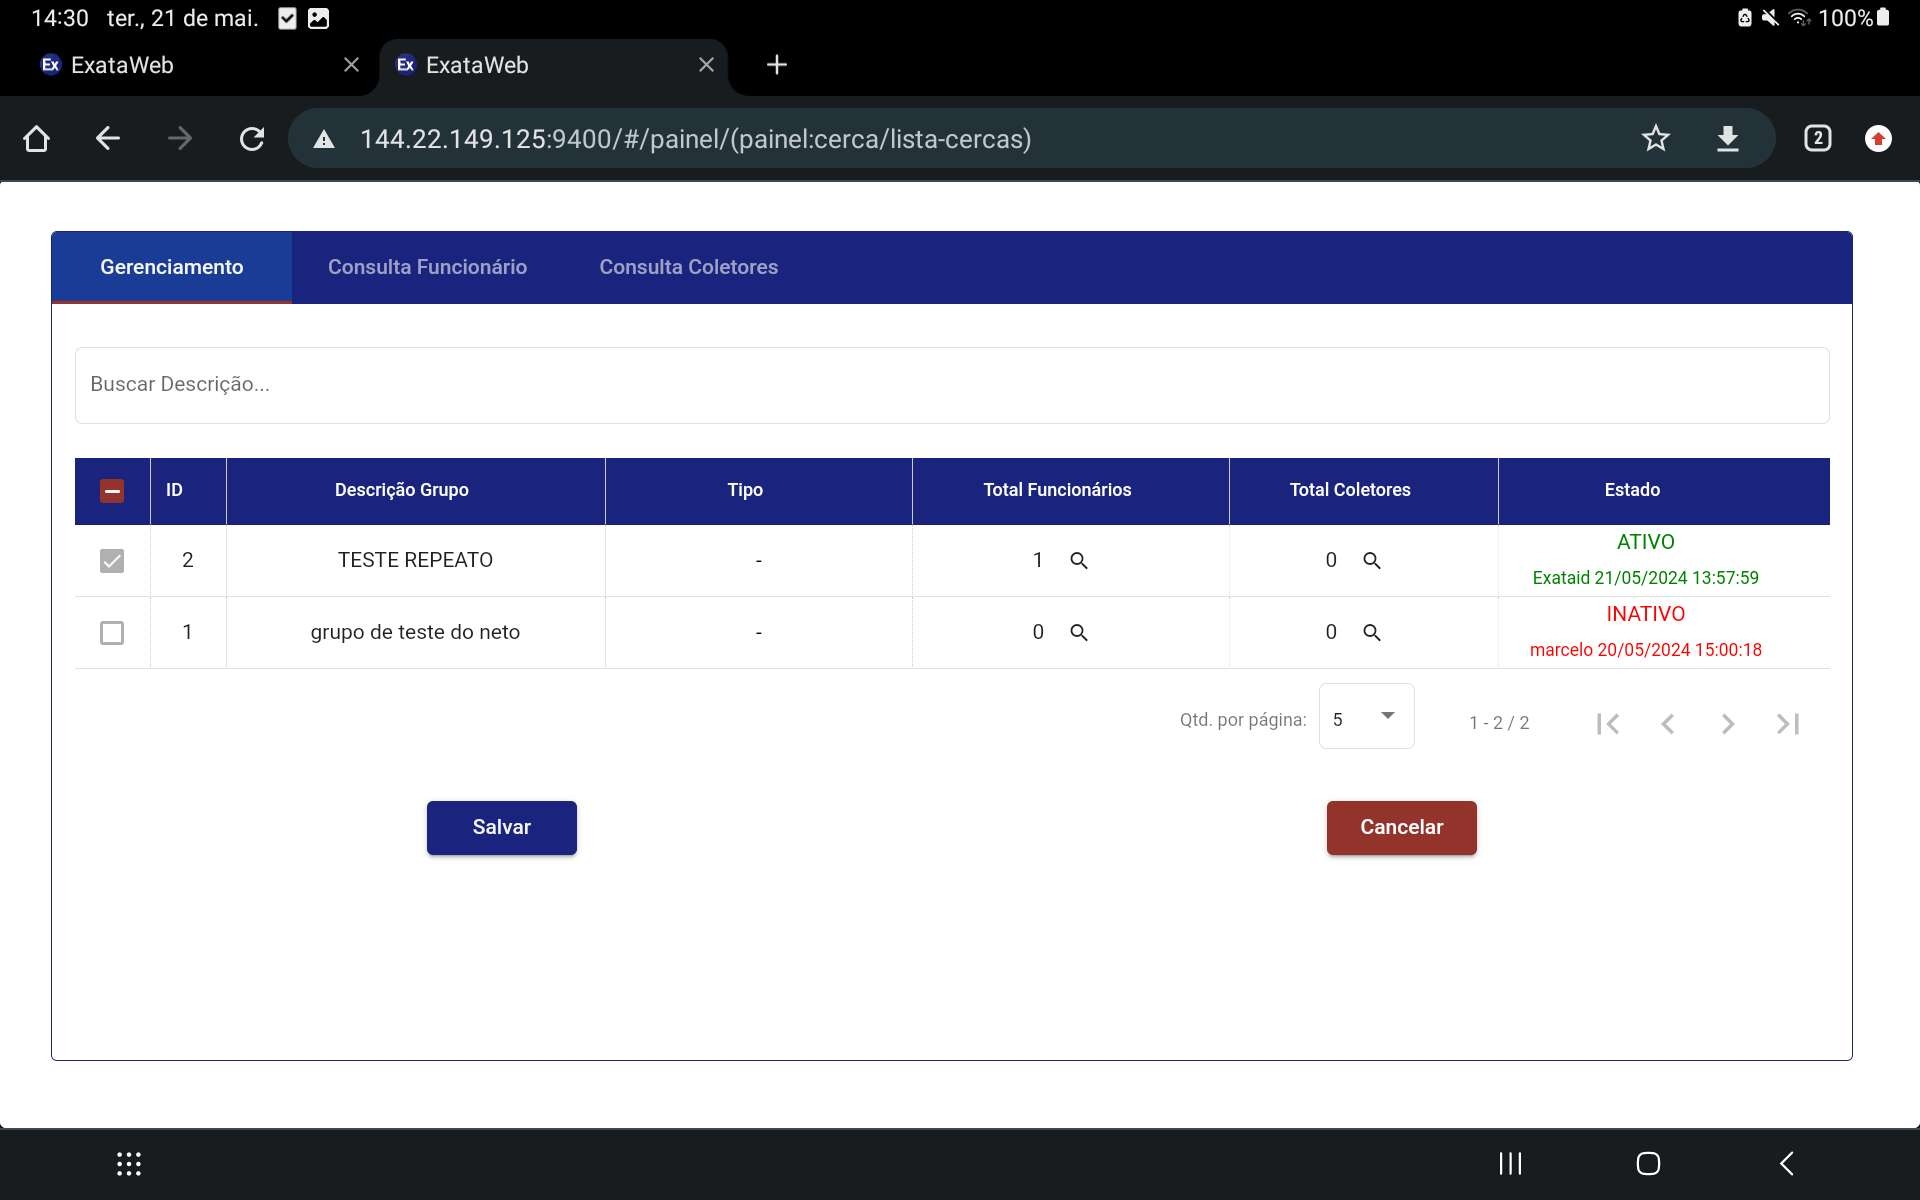 14:30 ter., 21 de mai. 100%
Ex ExataWeb Ex ExataWeb
144.22.149.125:9400/#/painel/(painel:cerca/lista-cercas) 2
Gerenciamento Consulta Funcionário Consulta Coletores
Buscar Descrição...
ID Descrição Grupo Tipo Total Funcionários Total Coletores Estado
2 TESTE REPEATO - 1 0 ATIVO
Exataid 21/05/2024 13:57:59
1 grupo de teste do neto - 0 0 INATIVO
marcelo 20/05/2024 15:00:18
Qtd. por página: 5 1 - 2 / 2
Salvar Cancelar